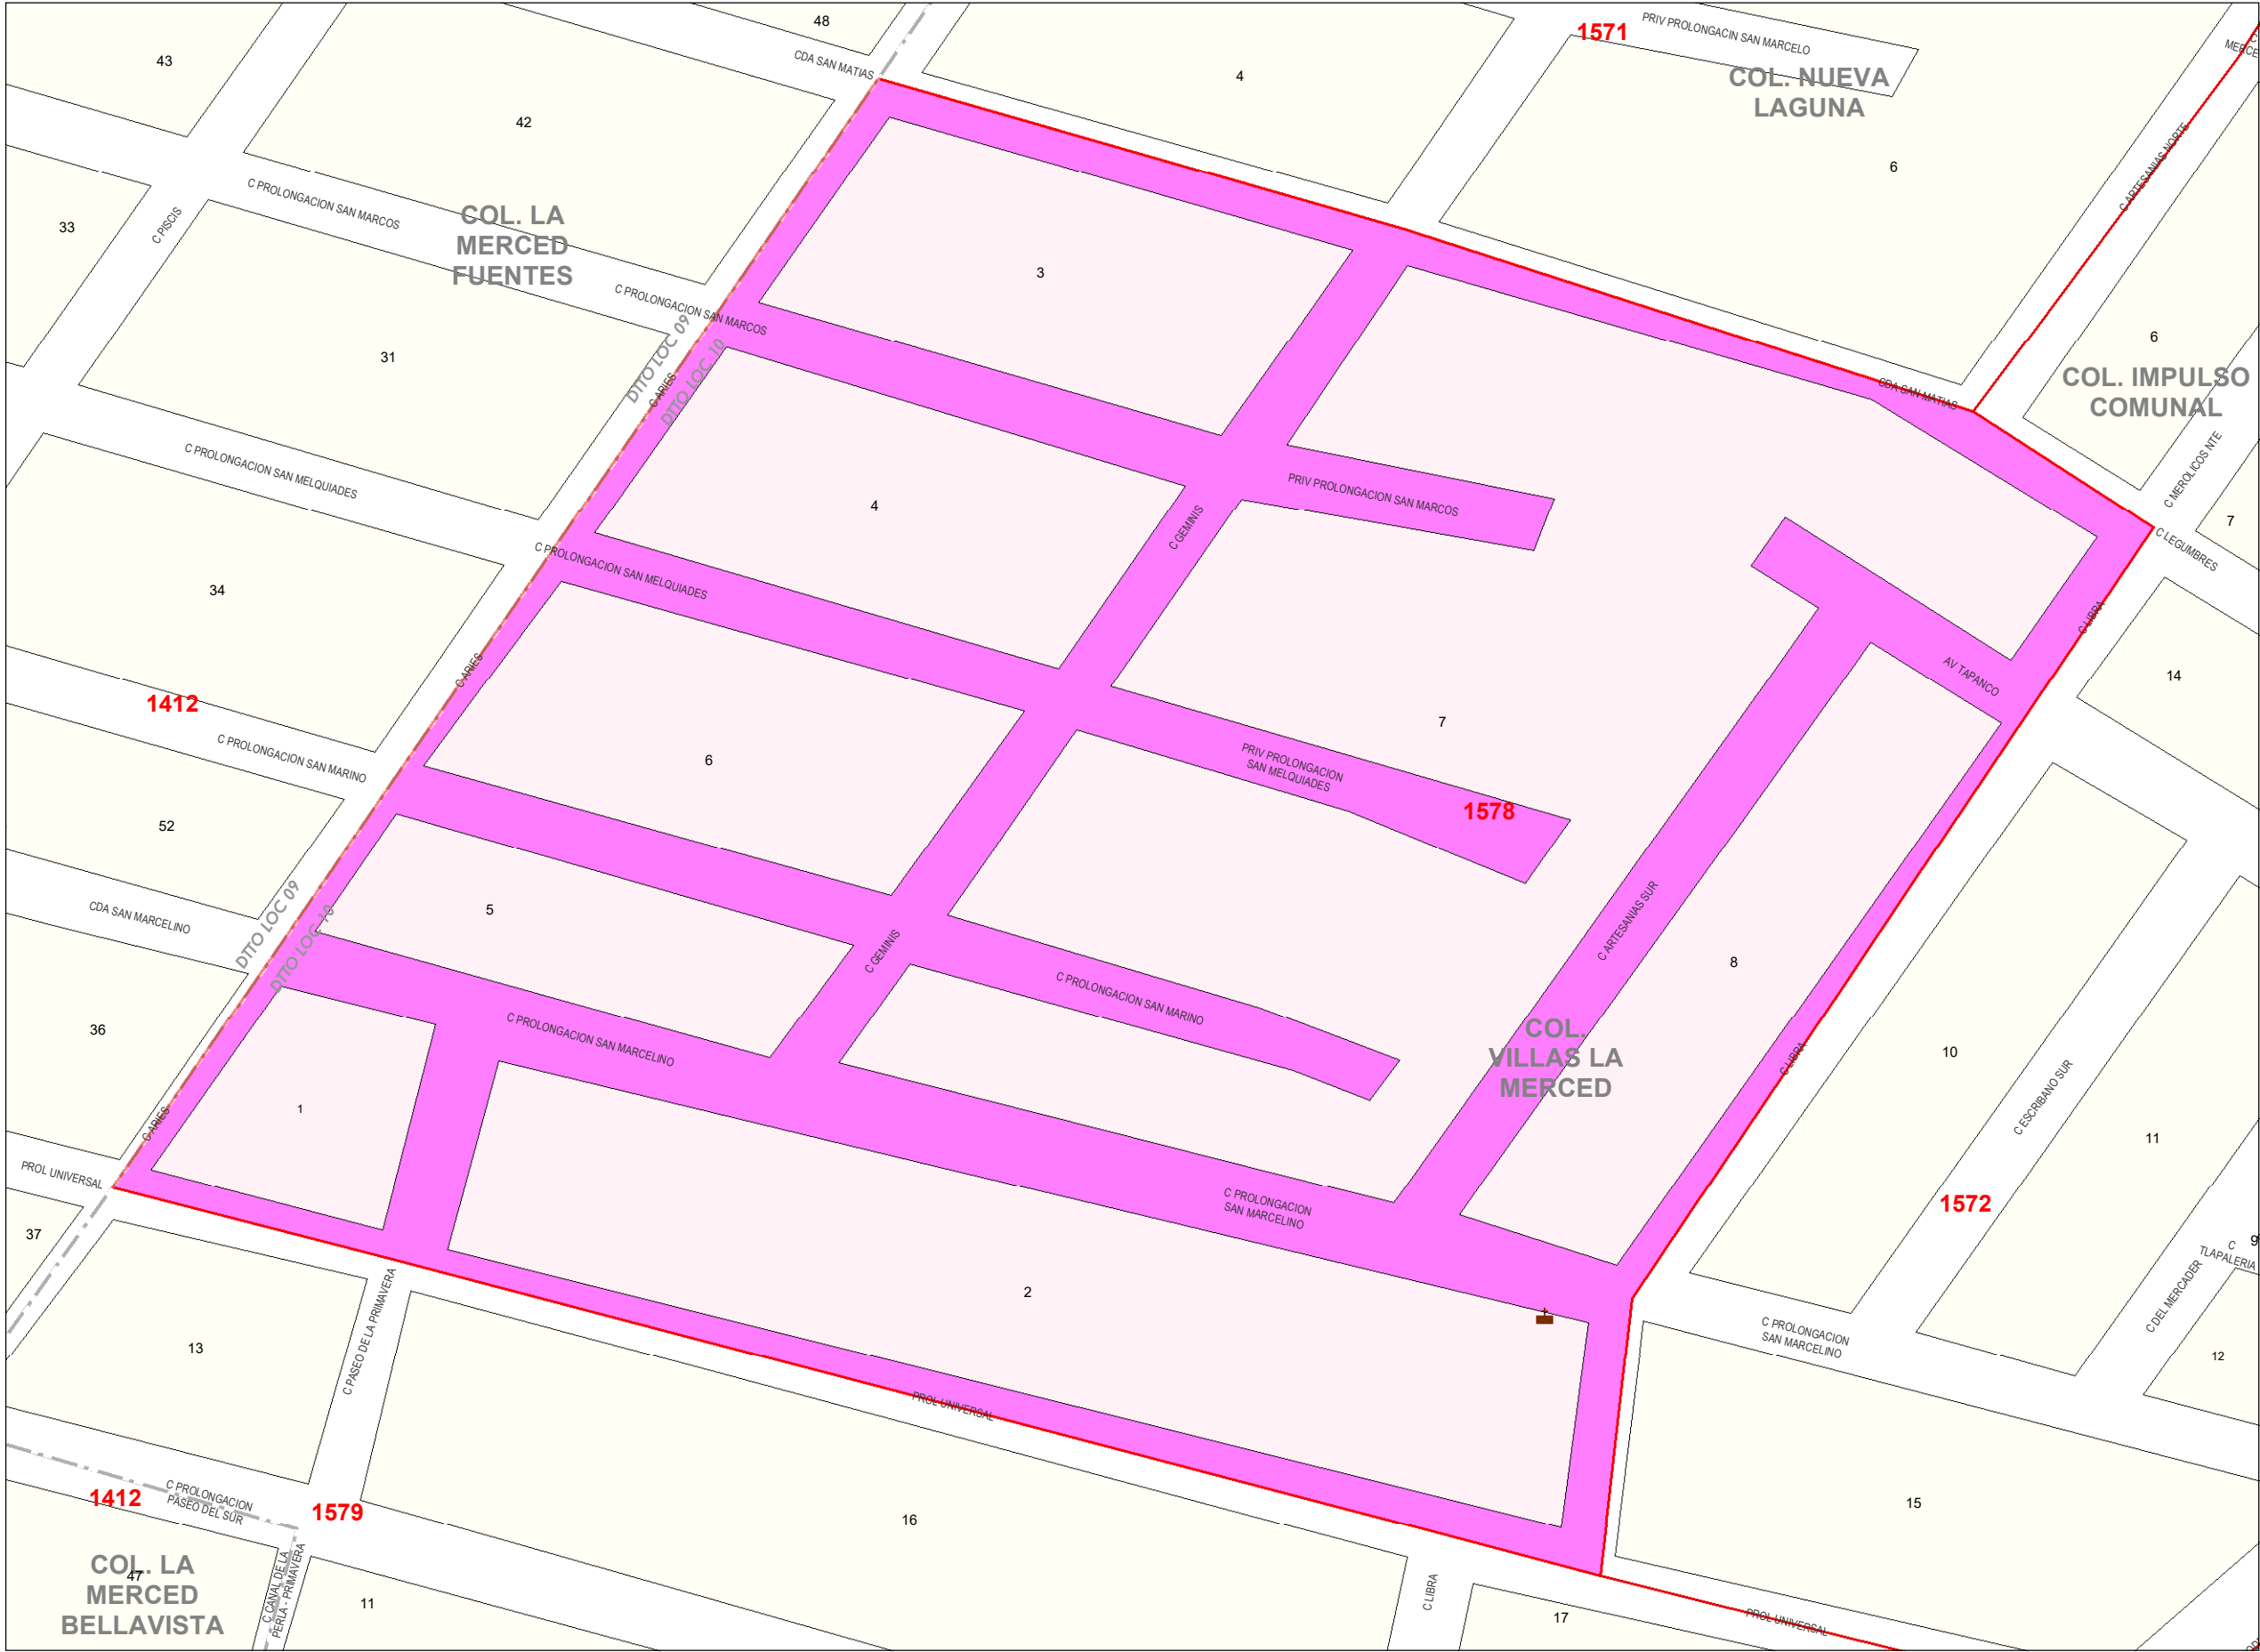 48
43
CDA SAN MATIAS
4
1571
PRIV PROLONGACIN SAN MARCELO
COL. NUEVA
LAGUNA
6
C ARTESANIAS NORTE
42
33
C PISCIS
C PROLONGACION SAN MARCOS
COL. LA
MERCED
FUENTES
C PROLONGACION SAN MARCOS
3
31
DTTO LOC 09
C ARIES
DTTO LOC 10
6
COL. IMPULSO
COMUNAL
CDA SAN MATIAS
C MEROLICOS NTE
7
C LEGUMBRES
C PROLONGACION SAN MELQUIADES
4
C GEMINIS
PRIV PROLONGACION SAN MARCOS
34
C PROLONGACION SAN MELQUIADES
C LIBRA
AV TAPANCO
14
C ARIES
1412
C PROLONGACION SAN MARINO
6
7
PRIV PROLONGACION
SAN MELQUIADES
1578
52
CDA SAN MARCELINO
DTTO LOC 09
DTTO LOC 10
5
C GEMINIS
C ARTESANIAS SUR
8
36
C PROLONGACION SAN MARCELINO
C PROLONGACION SAN MARINO
COL.
VILLAS LA
MERCED
C LIBRA
10
C ESCRIBANO SUR
11
C ARIES
1
PROL UNIVERSAL
37
C PROLONGACION
SAN MARCELINO
1572
9
C
TLAPALERIA
C DEL MERCADER
12
2
13
C PASEO DE LA PRIMAVERA
C PROLONGACION
SAN MARCELINO
PROL UNIVERSAL
C PROLONGACION
PASEO DEL SUR
1412
1579
16
15
COL. LA
MERCED
BELLAVISTA
47
C CANAL DE LA
PERLA - PRIMAVERA
11
C LIBRA
17
PROL UNIVERSAL